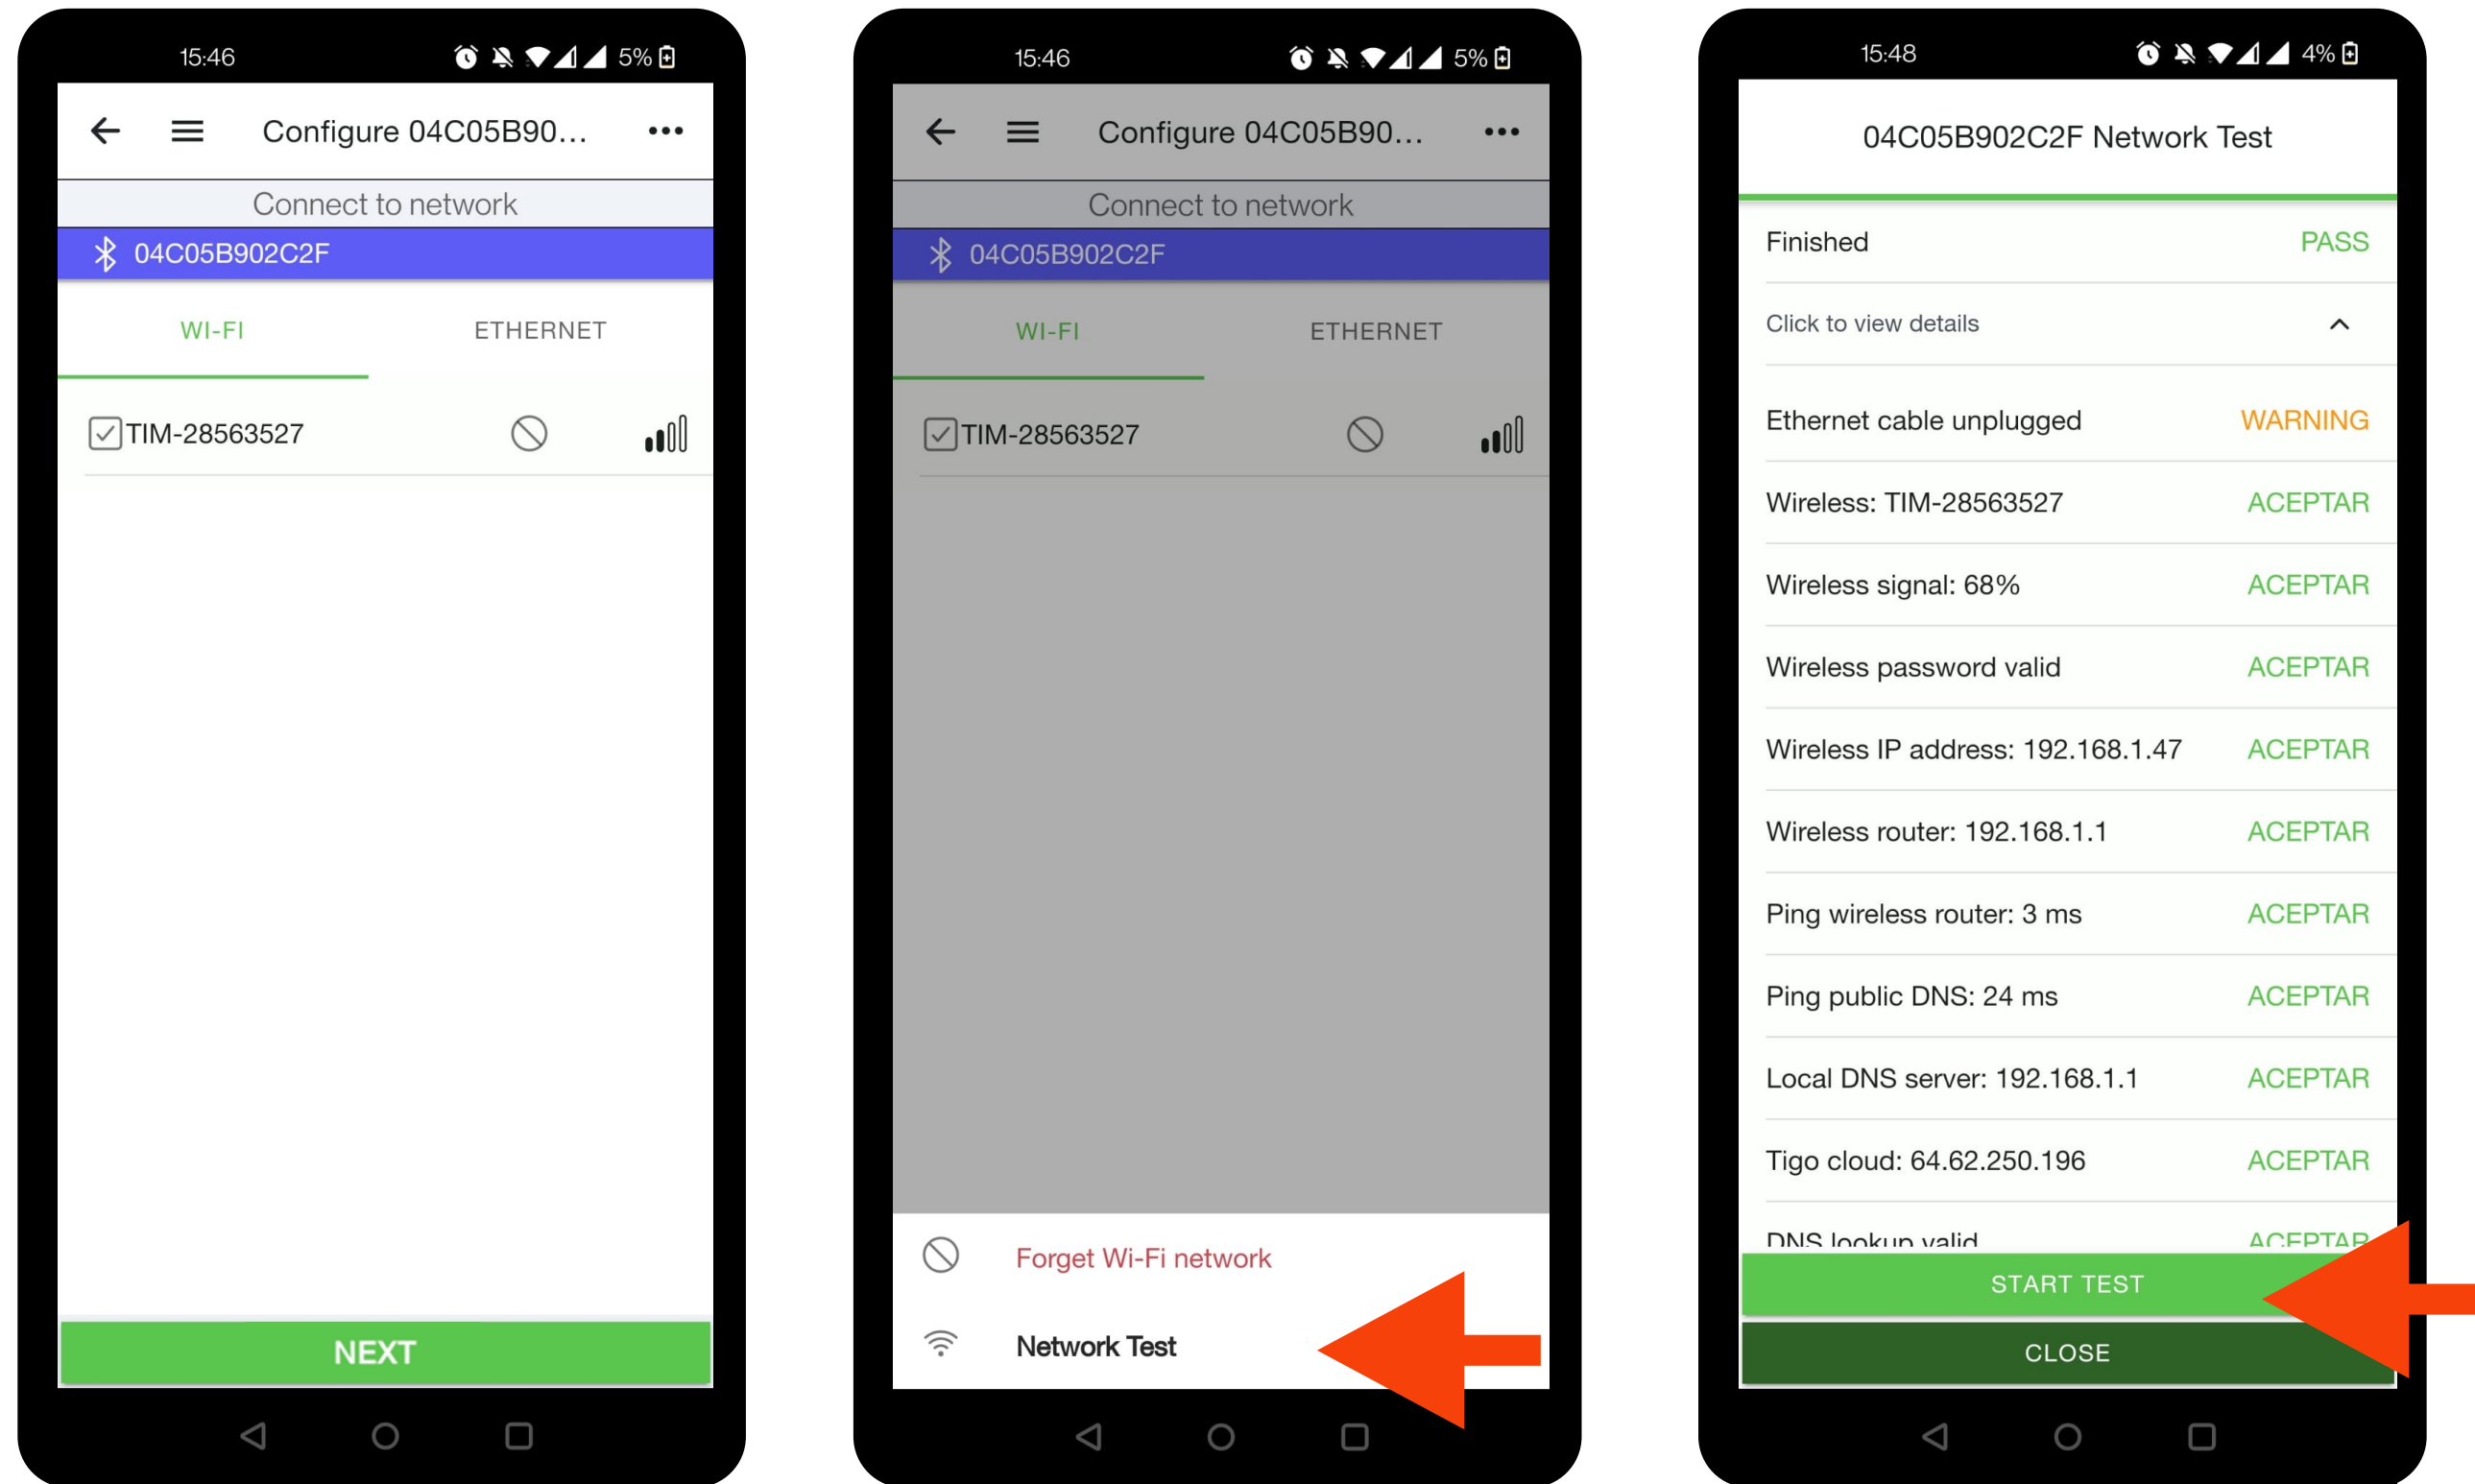 15:46
5%
Configure 04C05B90...
Connect to network
04C05B902C2F
WI-FI
ETHERNET
TIM-28563527
NEXT
15:46
5%
Configure 04C05B90...
Connect to network
04C05B902C2F
WI-FI
ETHERNET
TIM-28563527
Forget Wi-Fi network
Network Test
15:48
4%
04C05B902C2F Network Test
Finished PASS
Click to view details
Ethernet cable unplugged WARNING
Wireless: TIM-28563527 ACEPTAR
Wireless signal: 68% ACEPTAR
Wireless password valid ACEPTAR
Wireless IP address: 192.168.1.47 ACEPTAR
Wireless router: 192.168.1.1 ACEPTAR
Ping wireless router: 3 ms ACEPTAR
Ping public DNS: 24 ms ACEPTAR
Local DNS server: 192.168.1.1 ACEPTAR
Tigo cloud: 64.62.250.196 ACEPTAR
DNS lookup valid ACEPTAR
START TEST
CLOSE